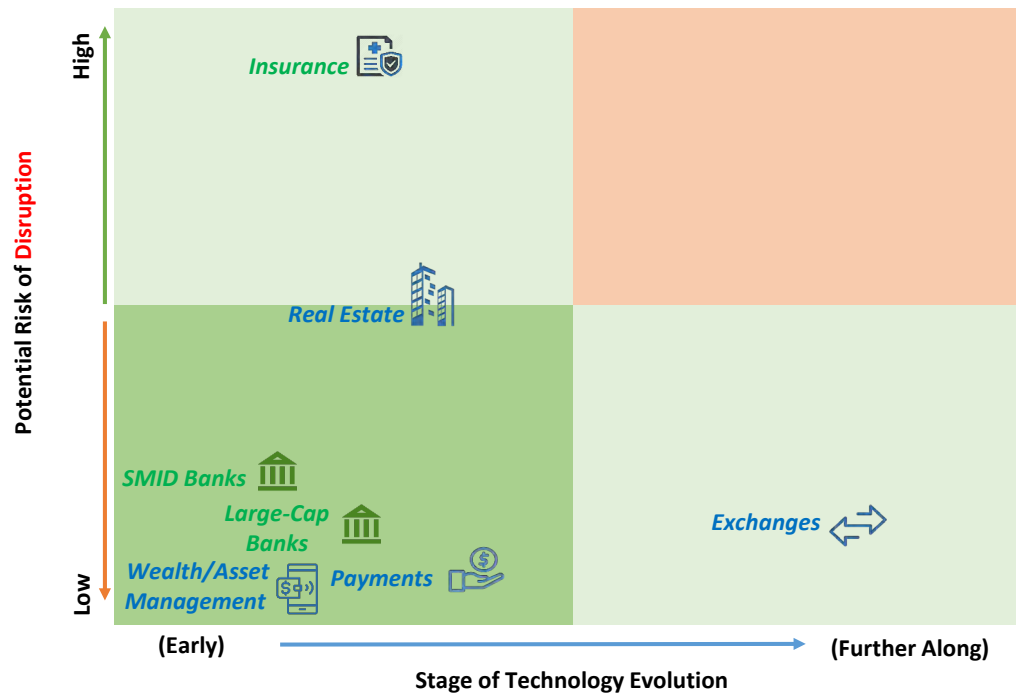 High
Insurance
Potential Risk of Disruption
Real Estate
SMID Banks
Large-Cap
Banks
Exchanges
Wealth/Asset
Management
Payments
$
$
Low
(Early)
(Further Along)
Stage of Technology Evolution